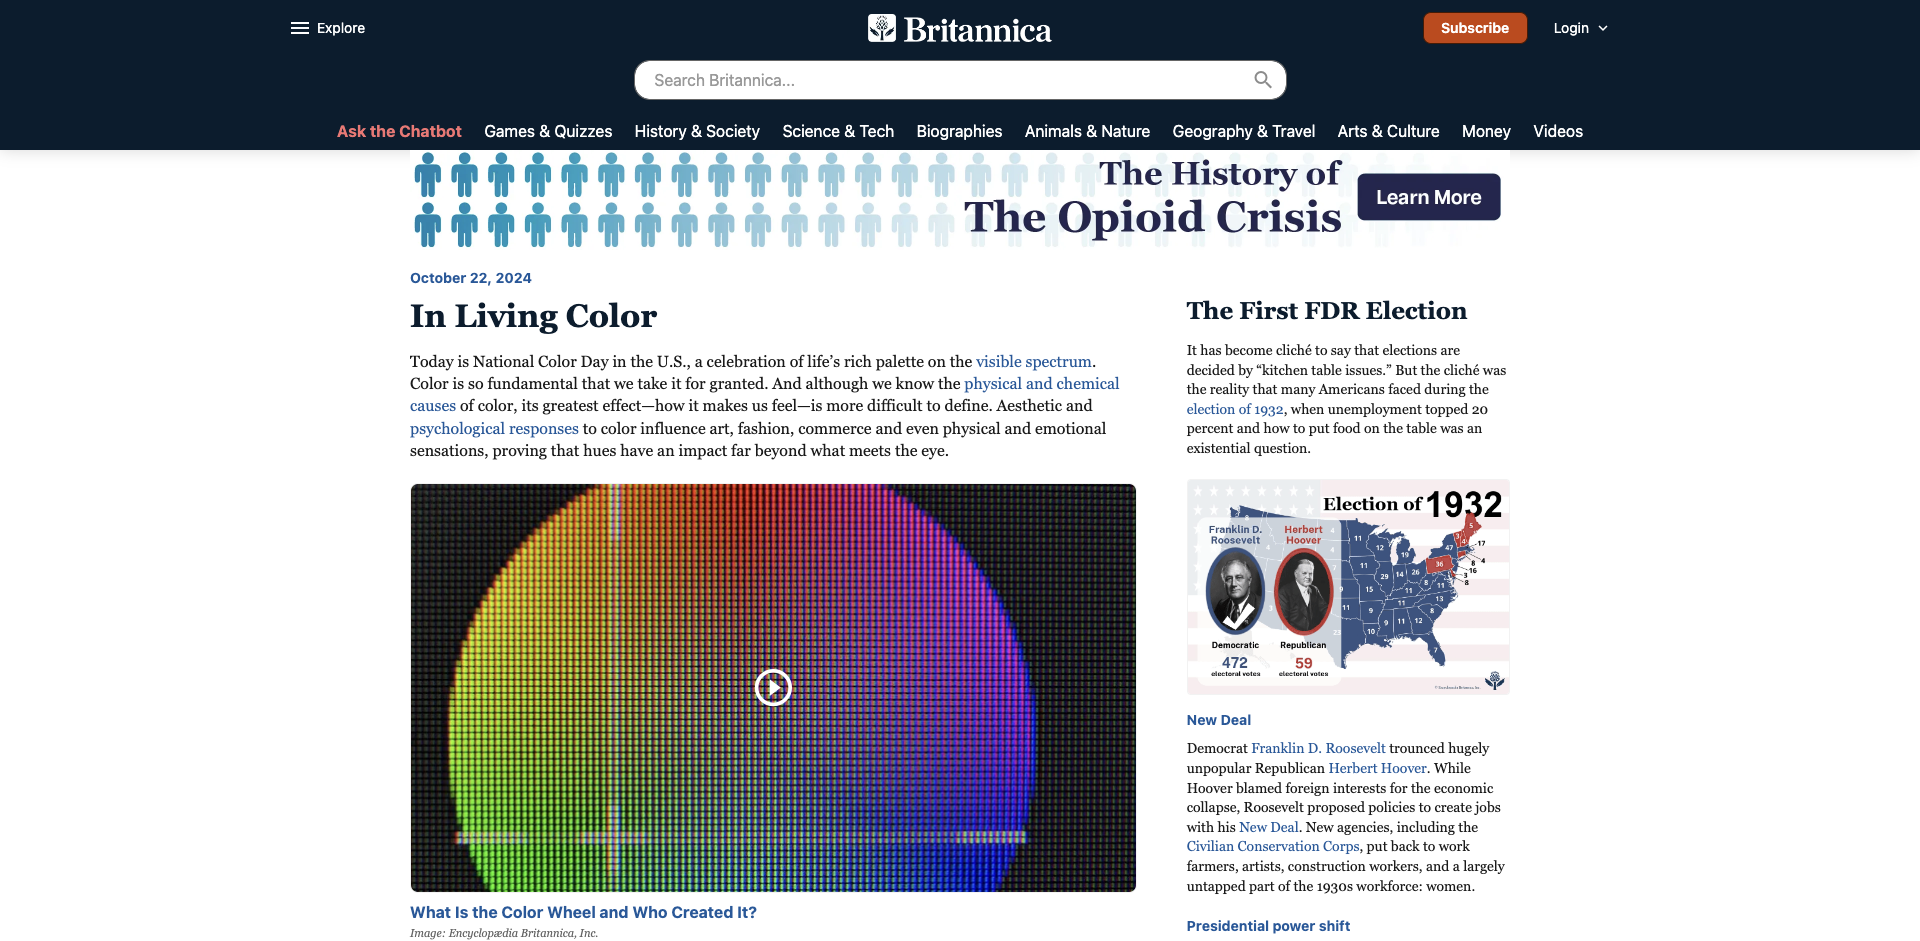 Explore
Britannica
Subscribe
Login
Search Britannica...
Ask the Chatbot
Games & Quizzes
History & Society
Science & Tech
Biographies
Animals & Nature
Geography & Travel
Arts & Culture
Money
Videos
The History of
The Opioid Crisis
Learn More
October 22, 2024
In Living Color
Today is National Color Day in the U.S., a celebration of life’s rich palette on the visible spectrum.
Color is so fundamental that we take it for granted. And although we know the physical and chemical
causes of color, its greatest effect—how it makes us feel—is more difficult to define. Aesthetic and
psychological responses to color influence art, fashion, commerce and even physical and emotional
sensations, proving that hues have an impact far beyond what meets the eye.
What Is the Color Wheel and Who Created It?
Image: Encyclopædia Britannica, Inc.
The First FDR Election
It has become cliché to say that elections are
decided by “kitchen table issues.” But the cliché was
the reality that many Americans faced during the
election of 1932, when unemployment topped 20
percent and how to put food on the table was an
existential question.
Election of 1932
Franklin D.
Roosevelt
Herbert
Hoover
Democratic
472
electoral votes
Republican
59
electoral votes
New Deal
Democrat Franklin D. Roosevelt trounced hugely
unpopular Republican Herbert Hoover. While
Hoover blamed foreign interests for the economic
collapse, Roosevelt proposed policies to create jobs
with his New Deal. New agencies, including the
Civilian Conservation Corps, put back to work
farmers, artists, construction workers, and a largely
untapped part of the 1930s workforce: women.
Presidential power shift